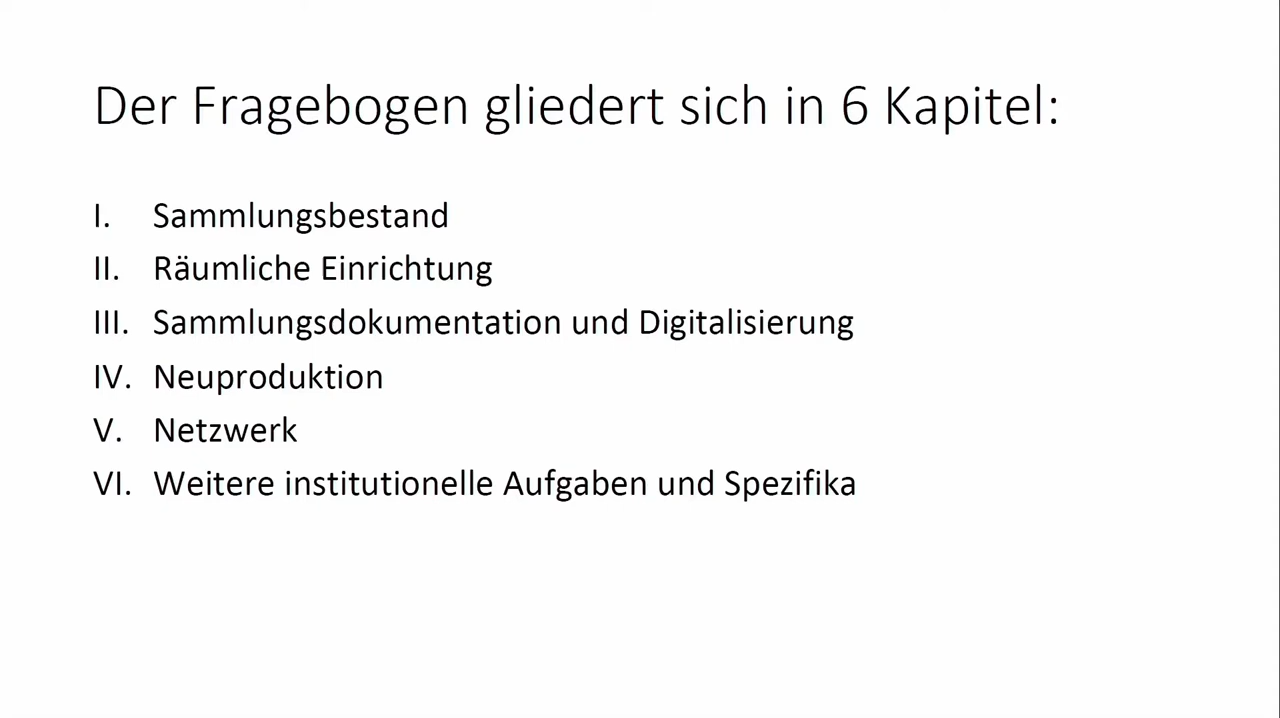 Der Fragebogen gliedert sich in 6 Kapitel:
I. Sammlungsbestand
II. Räumliche Einrichtung
III. Sammlungsdokumentation und Digitalisierung
IV. Neuproduktion
V. Netzwerk
VI. Weitere institutionelle Aufgaben und Spezifika